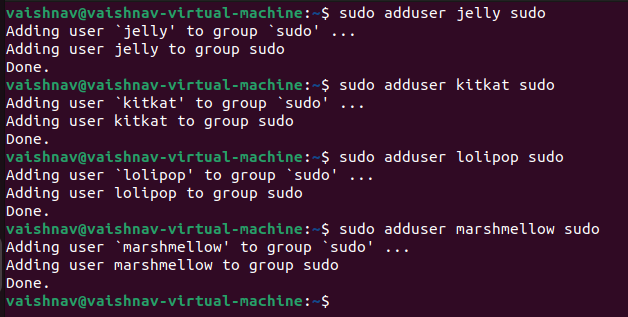 vaishnav@vaishnav-virtual-machine:~$ sudo adduser jelly sudo
Adding user `jelly' to group `sudo' ...
Adding user jelly to group sudo
Done.
vaishnav@vaishnav-virtual-machine:~$ sudo adduser kitkat sudo
Adding user `kitkat' to group `sudo' ...
Adding user kitkat to group sudo
Done.
vaishnav@vaishnav-virtual-machine:~$ sudo adduser lolipop sudo
Adding user `lolipop' to group `sudo' ...
Adding user lolipop to group sudo
Done.
vaishnav@vaishnav-virtual-machine:~$ sudo adduser marshmellow sudo
Adding user `marshmellow' to group `sudo' ...
Adding user marshmellow to group sudo
Done.
vaishnav@vaishnav-virtual-machine:~$